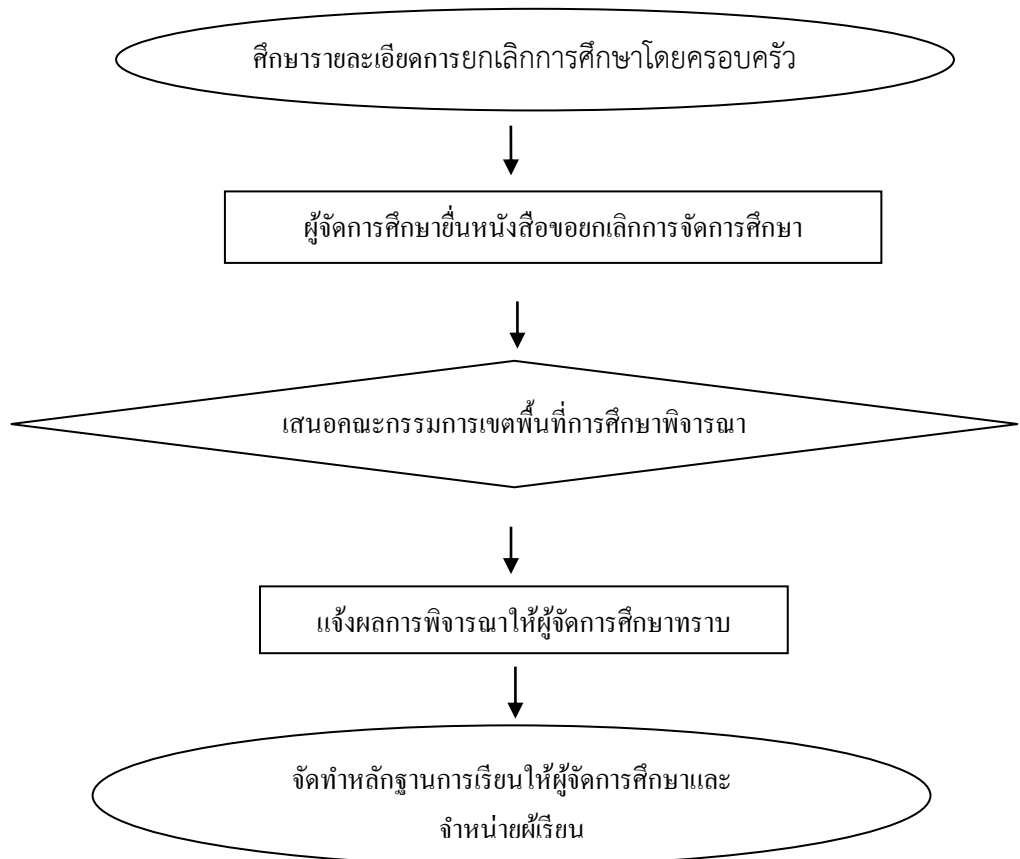 ศึกษารายละเอียดการยกเลิกการศึกษาโดยครอบครัว
ผู้จัดการศึกษายื่นหนังสือขอยกเลิกการจัดการศึกษา
เสนอคณะกรรมการเขตพื้นที่การศึกษาพิจารณา
แจ้งผลการพิจารณาให้ผู้จัดการศึกษาทราบ
จัดทำหลักฐานการเรียนให้ผู้จัดการศึกษาและ
จำหน่ายผู้เรียน